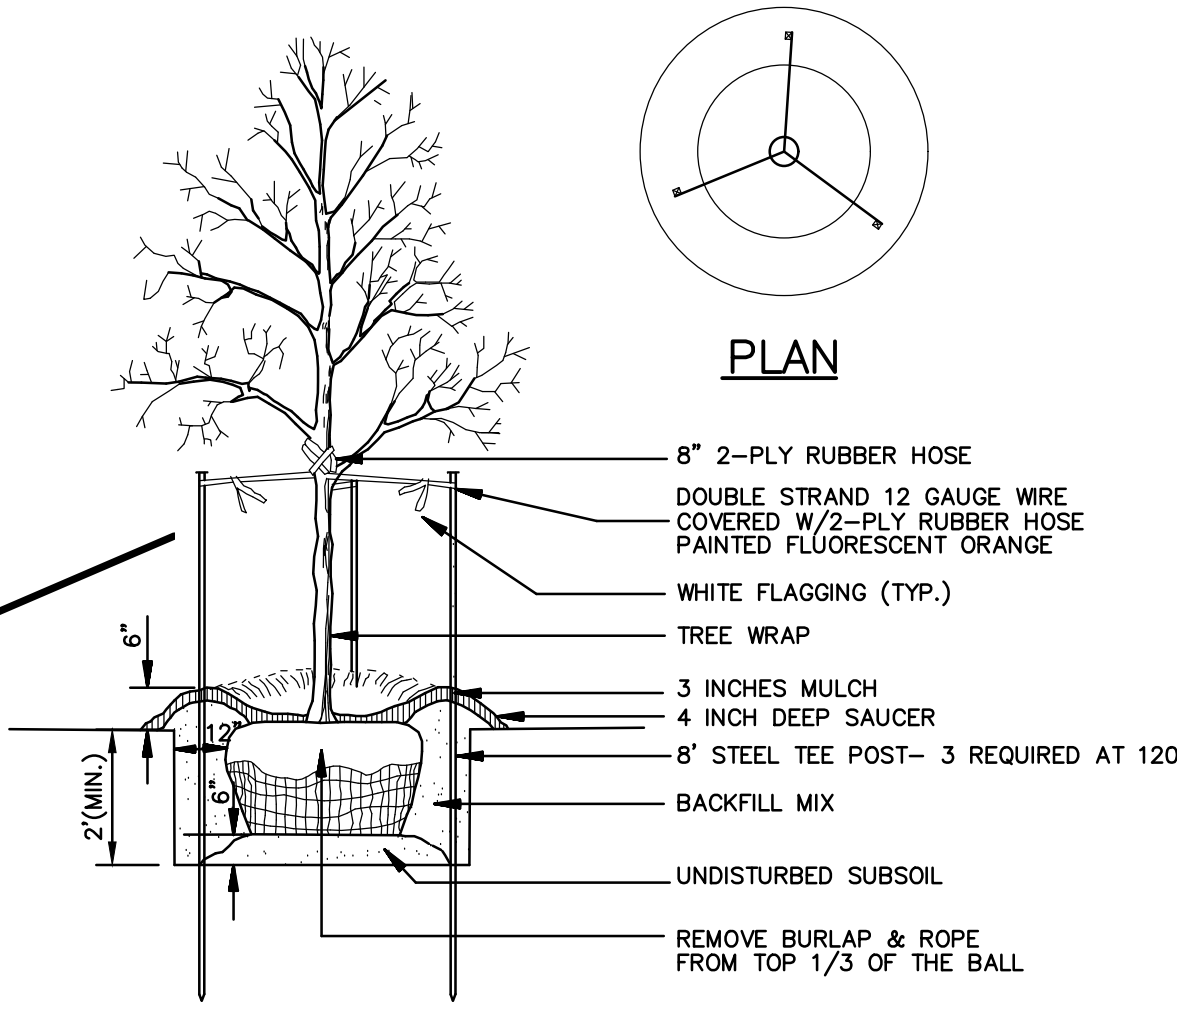 PLAN
8" 2-PLY RUBBER HOSE
DOUBLE STRAND 12 GAUGE WIRE
COVERED W/2-PLY RUBBER HOSE
PAINTED FLUORESCENT ORANGE
WHITE FLAGGING (TYP.)
TREE WRAP
6"
3 INCHES MULCH
4 INCH DEEP SAUCER
12"
8' STEEL TEE POST- 3 REQUIRED AT 120
2'(MIN.)
6"
BACKFILL MIX
UNDISTURBED SUBSOIL
REMOVE BURLAP & ROPE
FROM TOP 1/3 OF THE BALL